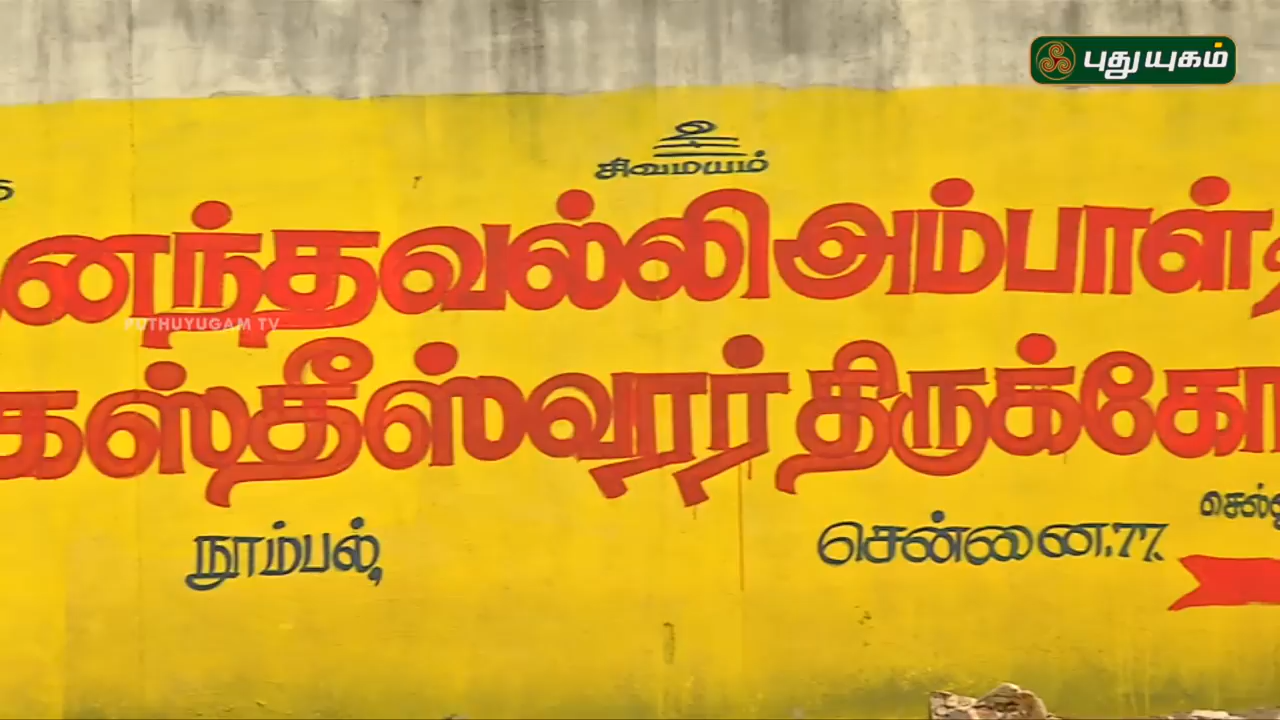 புதுயுகம்
உ
சிவமயம்
னந்தவல்லி அம்பாள்
PUTHUYUGAM TV
கஸ்தீஸ்வரர் திருக்கோ
நூம்பல்,
சென்னை.77.